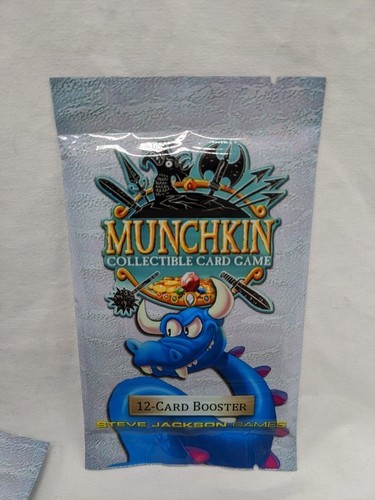 MUNCHKIN
COLLECTIBLE CARD GAME
12-CARD BOOSTER
STEVE JACKSON GAMES